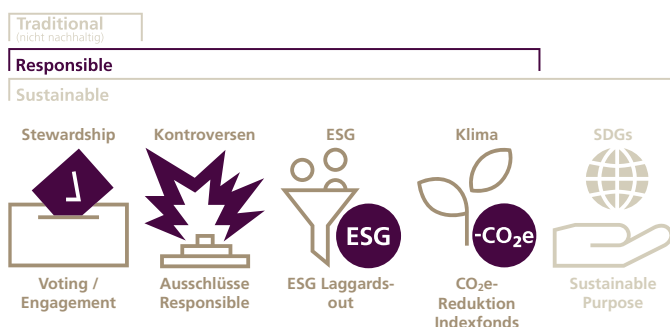 Traditional
(nicht nachhaltig)
Responsible
Sustainable
Stewardship Kontroversen ESG Klima SDGs
ESG -CO₂e
Voting / Ausschlüsse ESG Laggards- CO₂e- Sustainable
Engagement Responsible out Reduktion Purpose
Indexfonds